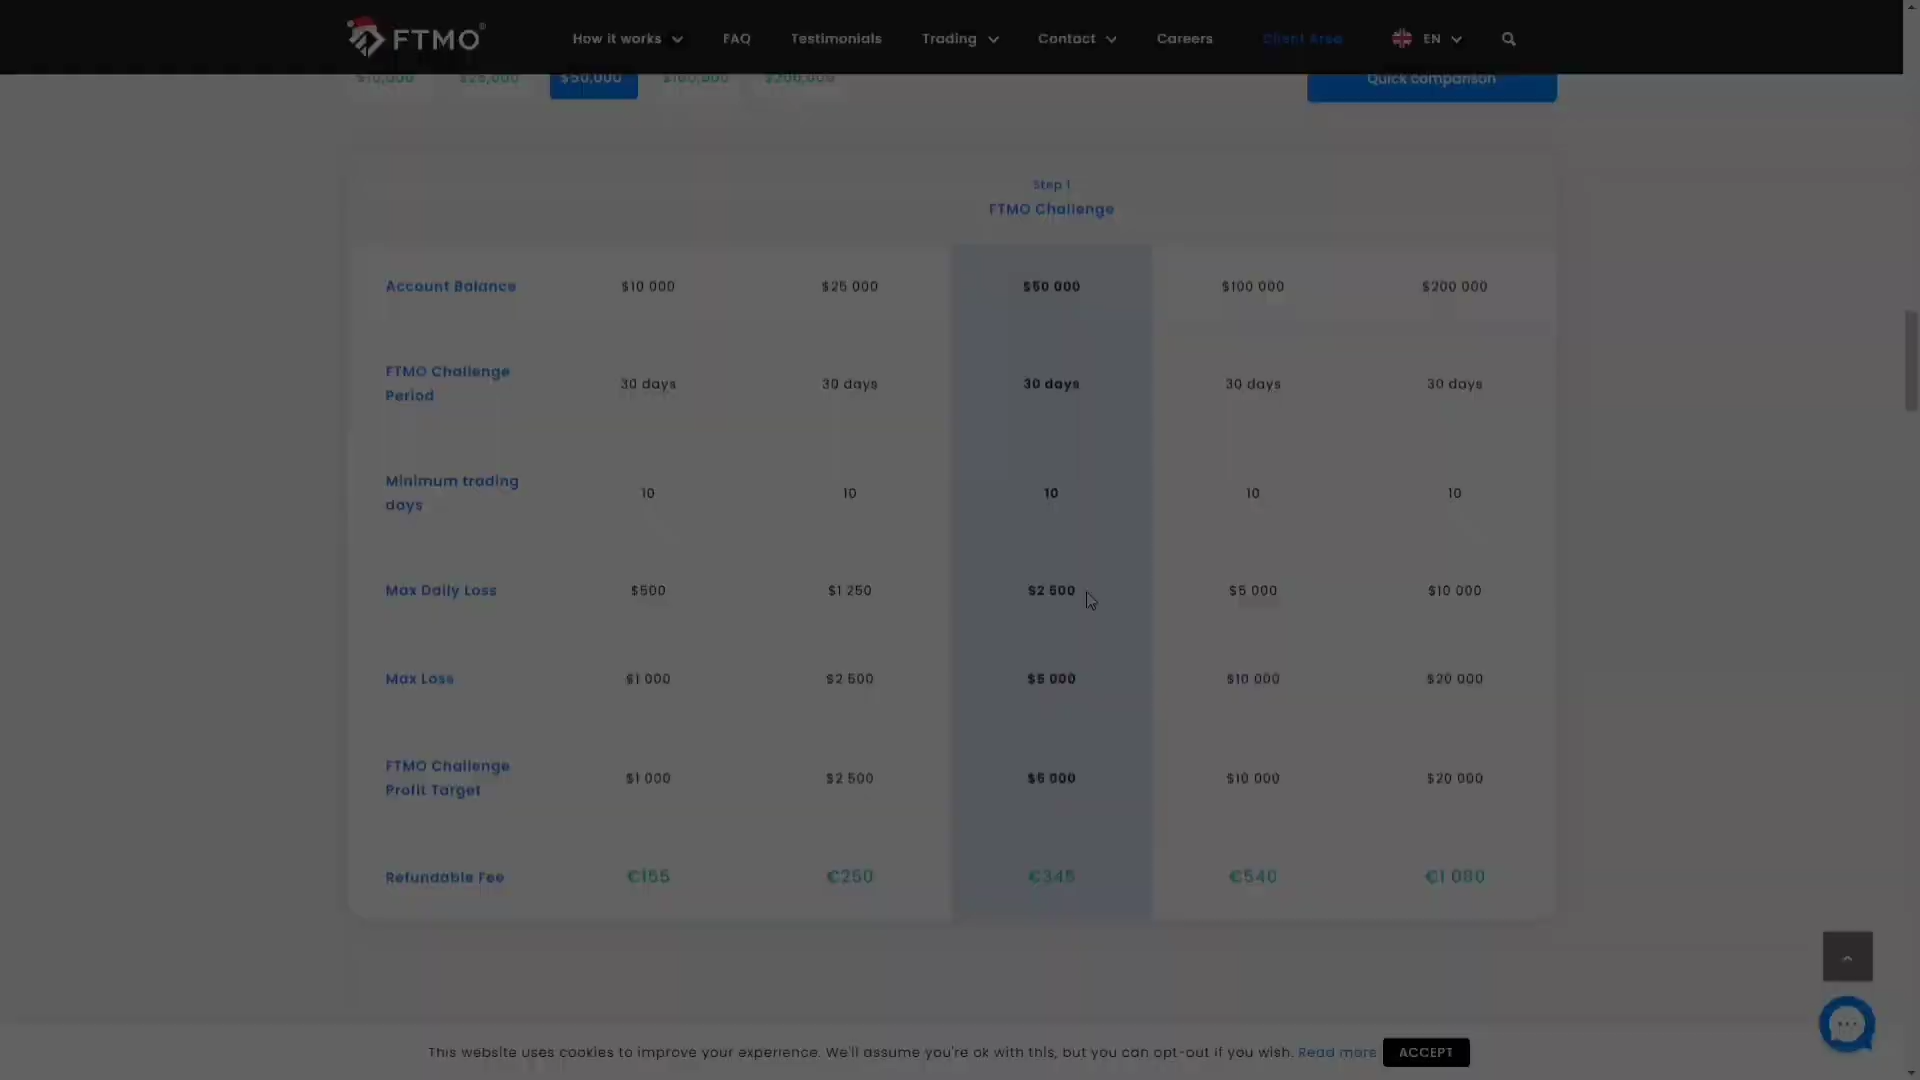 FTMO®
How it works FAQ Testimonials Trading Contact Careers Client Area EN
$10,000 $25,000 $50,000 $100,000 $200,000 Quick comparison
Step 1
FTMO Challenge
Account Balance $10 000 $25 000 $50 000 $100 000 $200 000
FTMO Challenge
Period 30 days 30 days 30 days 30 days 30 days
Minimum trading
days 10 10 10 10 10
Max Daily Loss $500 $1 250 $2 500 $5 000 $10 000
Max Loss $1 000 $2 500 $5 000 $10 000 $20 000
FTMO Challenge
Profit Target $1 000 $2 500 $5 000 $10 000 $20 000
Refundable Fee €155 €250 €345 €540 €1 080
This website uses cookies to improve your experience. We'll assume you're ok with this, but you can opt-out if you wish. Read more ACCEPT